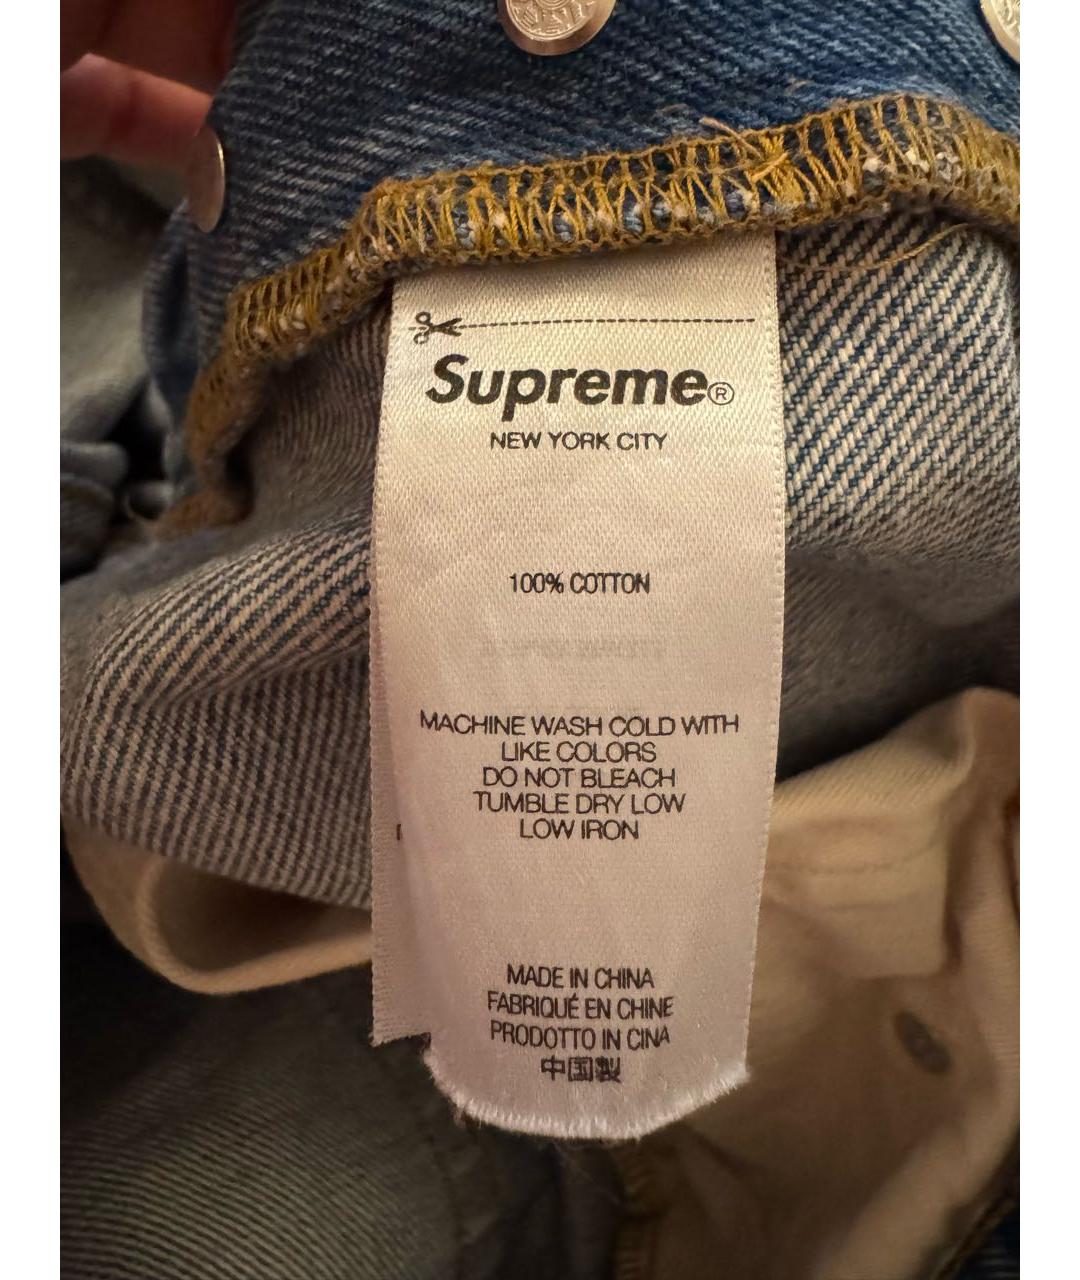 Supreme®
NEW YORK CITY
100% COTTON
MACHINE WASH COLD WITH
LIKE COLORS
DO NOT BLEACH
TUMBLE DRY LOW
LOW IRON
MADE IN CHINA
FABRIQUÉ EN CHINE
PRODOTTO IN CINA
中国製